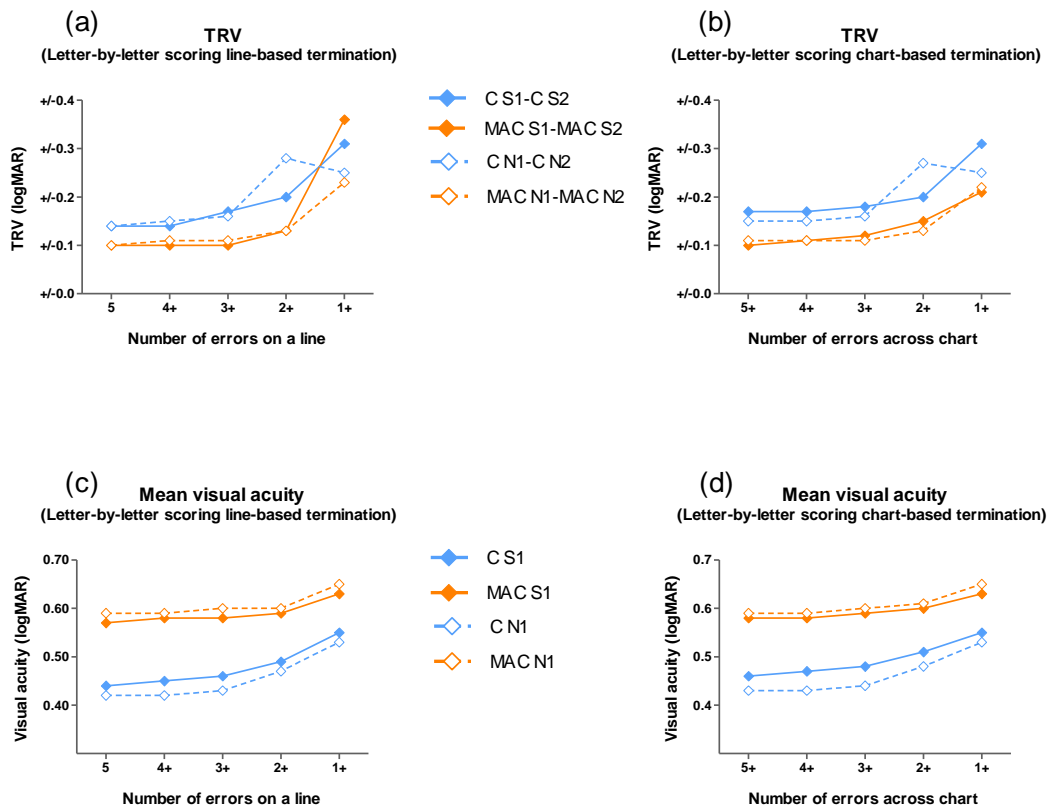 (a)
TRV
(Letter-by-letter scoring line-based termination)
+/-0.4
+/-0.3
+/-0.2
+/-0.1
+/-0.0
TRV (logMAR)
5 4+ 3+ 2+ 1+
Number of errors on a line
C S1-C S2
MAC S1-MAC S2
C N1-C N2
MAC N1-MAC N2
(b)
TRV
(Letter-by-letter scoring chart-based termination)
+/-0.4
+/-0.3
+/-0.2
+/-0.1
+/-0.0
TRV (logMAR)
5+ 4+ 3+ 2+ 1+
Number of errors across chart
(c)
Mean visual acuity
(Letter-by-letter scoring line-based termination)
0.70
0.60
0.50
0.40
Visual acuity (logMAR)
5 4+ 3+ 2+ 1+
Number of errors on a line
C S1
MAC S1
C N1
MAC N1
(d)
Mean visual acuity
(Letter-by-letter scoring chart-based termination)
0.7
0.6
0.5
0.4
Visual acuity (logMAR)
5+ 4+ 3+ 2+ 1+
Number of errors across chart